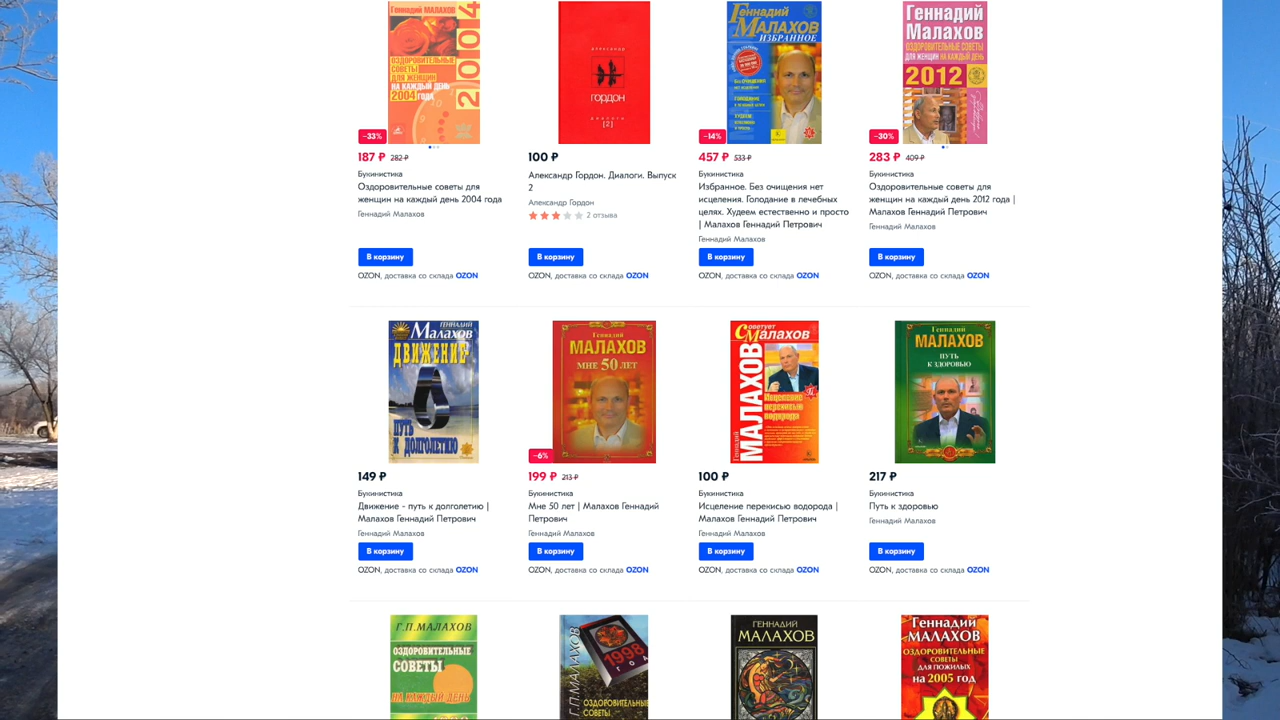 Геннадий МАЛАХОВ
ОЗДОРОВИТЕЛЬНЫЕ
СОВЕТЫ
ДЛЯ ЖЕНЩИН
НА КАЖДЫЙ ДЕНЬ
2004 ГОДА
2004
александр
гордон
диалоги
[2]
Геннадий
МАЛАХОВ
ИЗБРАННОЕ
Геннадий
Малахов
ОЗДОРОВИТЕЛЬНЫЕ СОВЕТЫ
ДЛЯ ЖЕНЩИН НА КАЖДЫЙ ДЕНЬ
2012
-33%
-14%
-30%
187 ₽ 282 ₽
Букинистика
Оздоровительные советы для
женщин на каждый день 2004 года
Геннадий Малахов
В корзину
OZON, доставка со склада OZON
100 ₽
Александр Гордон. Диалоги. Выпуск
2
Александр Гордон
2 отзыва
В корзину
OZON, доставка со склада OZON
457 ₽ 533 ₽
Букинистика
Избранное. Без очищения нет
исцеления. Голодание в лечебных
целях. Худеем естественно и просто
| Малахов Геннадий Петрович
Геннадий Малахов
В корзину
OZON, доставка со склада OZON
283 ₽ 409 ₽
Букинистика
Оздоровительные советы для
женщин на каждый день 2012 года |
Малахов Геннадий Петрович
Геннадий Малахов
В корзину
OZON, доставка со склада OZON
ГЕННАДИЙ
Малахов
ДВИЖЕНИЕ
ПУТЬ
К ДОЛГОЛЕТИЮ
Геннадий
МАЛАХОВ
МНЕ 50 ЛЕТ
Советует
Малахов
Геннадий
МАЛАХОВ
Исцеление
перекисью
водорода
Геннадий
МАЛАХОВ
ПУТЬ
К ЗДОРОВЬЮ
-6%
149 ₽
Букинистика
Движение - путь к долголетию |
Малахов Геннадий Петрович
Геннадий Малахов
В корзину
OZON, доставка со склада OZON
199 ₽ 213 ₽
Букинистика
Мне 50 лет | Малахов Геннадий
Петрович
Геннадий Малахов
В корзину
OZON, доставка со склада OZON
100 ₽
Букинистика
Исцеление перекисью водорода |
Малахов Геннадий Петрович
Геннадий Малахов
В корзину
OZON, доставка со склада OZON
217 ₽
Букинистика
Путь к здоровью
Геннадий Малахов
В корзину
OZON, доставка со склада OZON
Г.П.МАЛАХОВ
ОЗДОРОВИТЕЛЬНЫЕ
СОВЕТЫ
НА КАЖДЫЙ ДЕНЬ
Г.П.МАЛАХОВ
1998
ГОД
ОЗДОРОВИТЕЛЬНЫЕ
СОВЕТЫ
ГЕННАДИЙ
МАЛАХОВ
Геннадий
МАЛАХОВ
ОЗДОРОВИТЕЛЬНЫЕ
СОВЕТЫ
ДЛЯ ПОЖИЛЫХ
на 2005 год